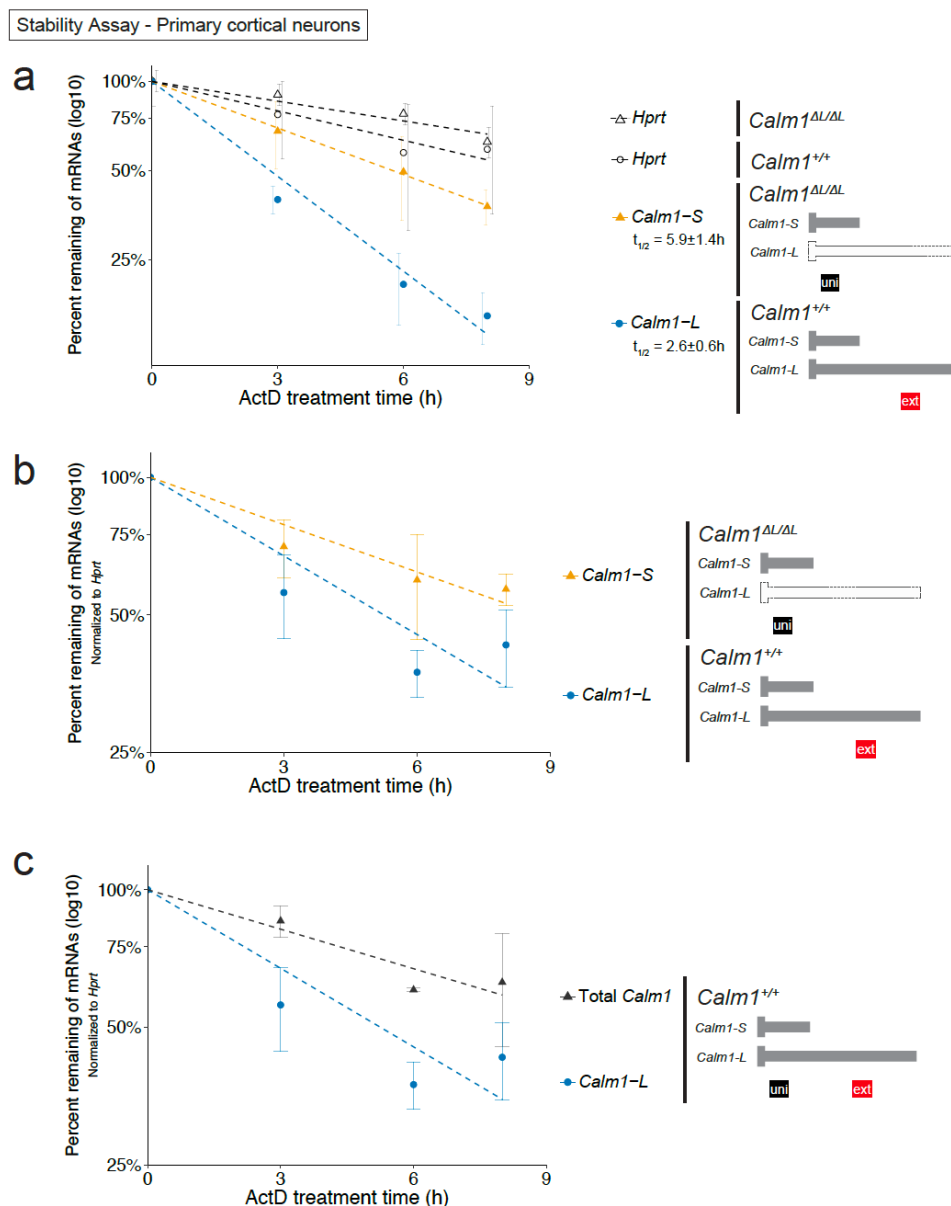 Stability Assay - Primary cortical neurons
a
Percent remaining of mRNAs (log10)
100%
75%
50%
25%
0
3
6
9
ActD treatment time (h)
Hprt
Calm1ΔL/ΔL
Hprt
Calm1+/+
Calm1−S
t1/2 = 5.9±1.4h
Calm1ΔL/ΔL
Calm1-S
Calm1-L
uni
Calm1−L
t1/2 = 2.6±0.6h
Calm1+/+
Calm1-S
Calm1-L
ext
b
Percent remaining of mRNAs (log10)
Normalized to Hprt
100%
75%
50%
25%
0
3
6
9
ActD treatment time (h)
Calm1−S
Calm1−L
Calm1ΔL/ΔL
Calm1-S
Calm1-L
uni
Calm1+/+
Calm1-S
Calm1-L
ext
c
Percent remaining of mRNAs (log10)
Normalized to Hprt
100%
75%
50%
25%
0
3
6
9
ActD treatment time (h)
Total Calm1
Calm1−L
Calm1+/+
Calm1-S
Calm1-L
uni
ext